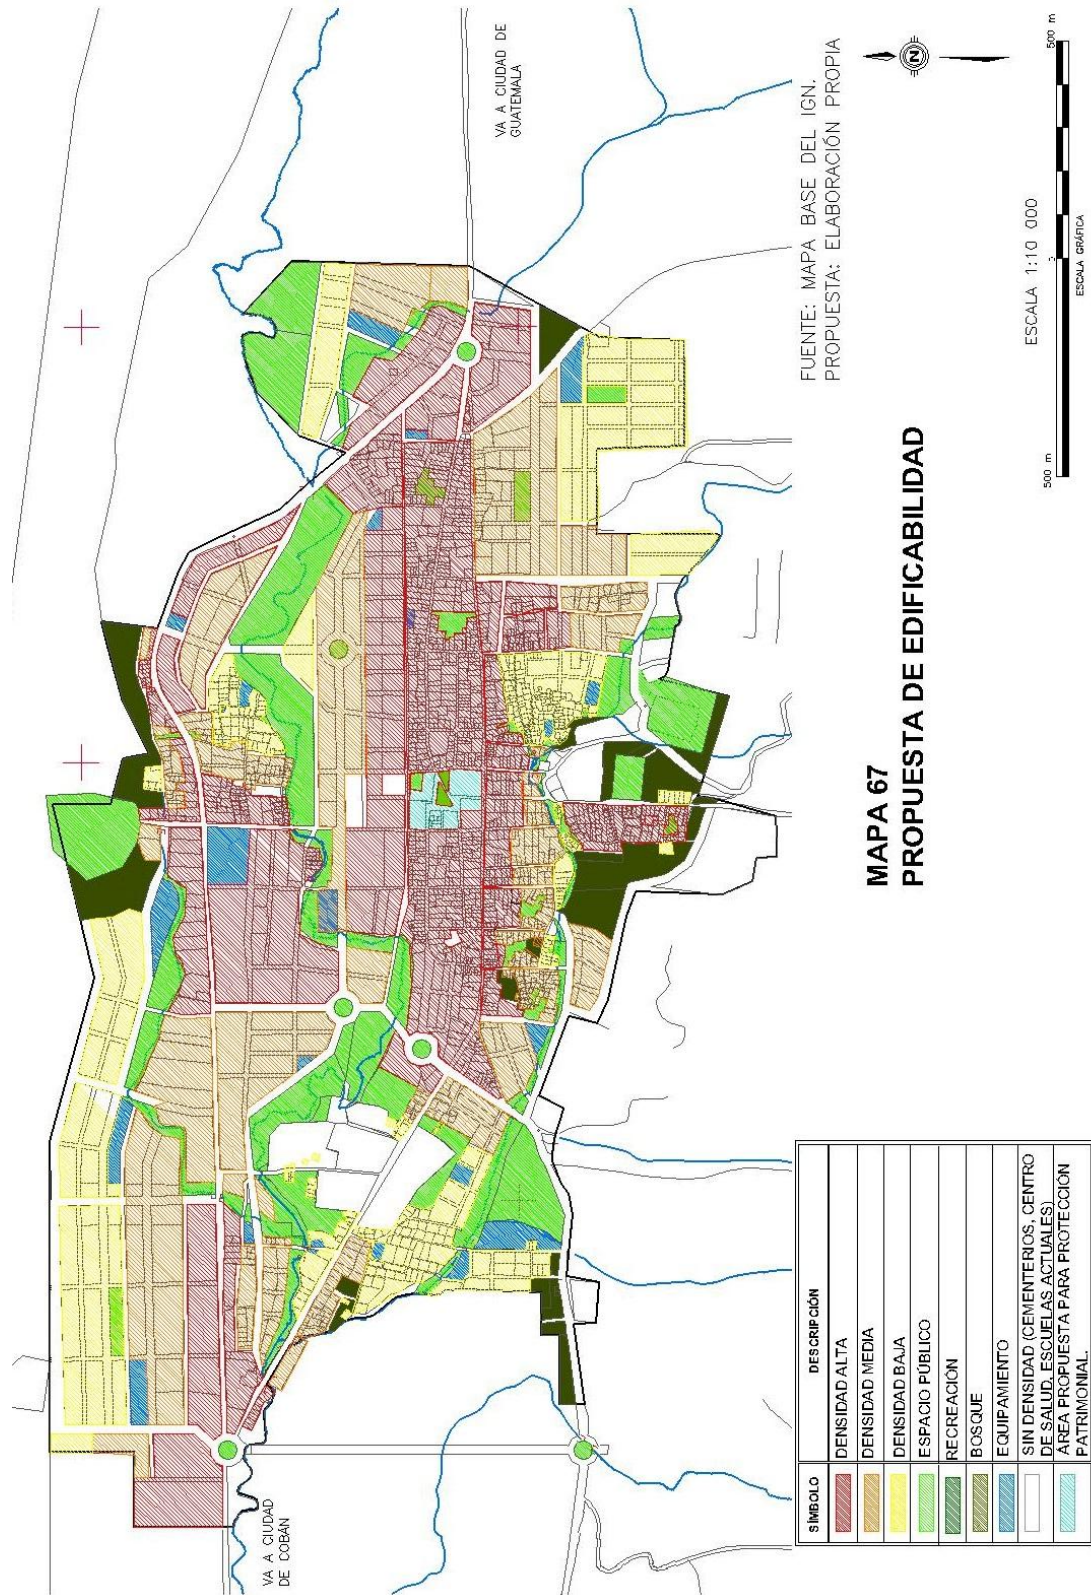 VA A CIUDAD DE
GUATEMALA
FUENTE: MAPA BASE DEL IGN.
PROPUESTA: ELABORACIÓN PROPIA
N
MAPA 67
PROPUESTA DE EDIFICABILIDAD
ESCALA 1:10 000
500 m
500 m
ESCALA GRÁFICA
VA A CIUDAD
DE COBÁN
SÍMBOLO
DESCRIPCIÓN
DENSIDAD ALTA
DENSIDAD MEDIA
DENSIDAD BAJA
ESPACIO PÚBLICO
RECREACIÓN
BOSQUE
EQUIPAMIENTO
SIN DENSIDAD (CEMENTERIOS, CENTRO
DE SALUD, ESCUELAS ACTUALES)
ÁREA PROPUESTA PARA PROTECCIÓN
PATRIMONIAL.